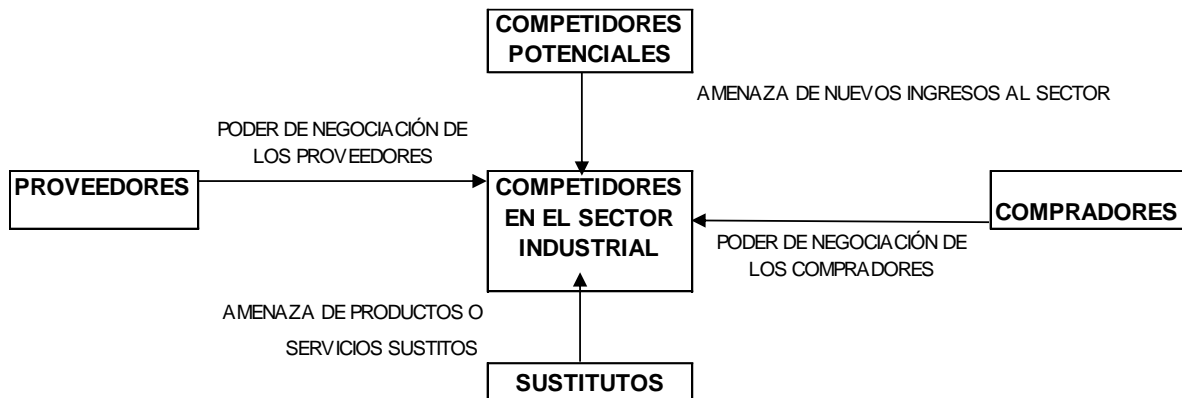 COMPETIDORES
POTENCIALES
AMENAZA DE NUEVOS INGRESOS AL SECTOR
PODER DE NEGOCIACIÓN DE
LOS PROVEEDORES
PROVEEDORES
COMPETIDORES
EN EL SECTOR
INDUSTRIAL
COMPRADORES
PODER DE NEGOCIACIÓN DE
LOS COMPRADORES
AMENAZA DE PRODUCTOS O
SERVICIOS SUSTITOS
SUSTITUTOS